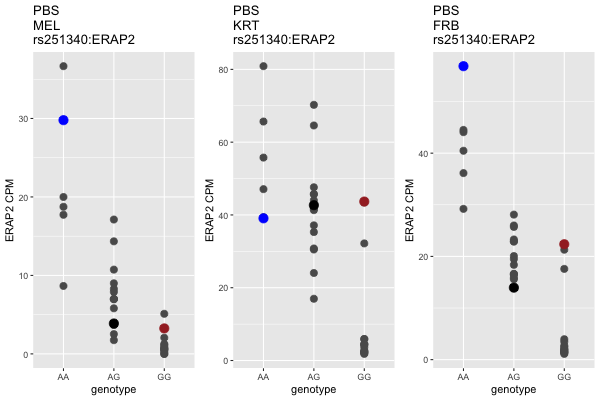 PBS
MEL
rs251340:ERAP2
30
20
10
0
ERAP2 CPM
AA
AG
GG
genotype
PBS
KRT
rs251340:ERAP2
80
60
40
20
0
ERAP2 CPM
AA
AG
GG
genotype
PBS
FRB
rs251340:ERAP2
40
20
0
ERAP2 CPM
AA
AG
GG
genotype